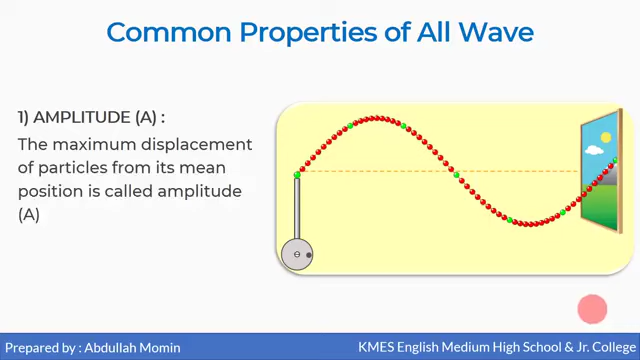 Common Properties of All Wave
1) AMPLITUDE (A) :
The maximum displacement
of particles from its mean
position is called amplitude
(A)
Prepared by : Abdullah Momin
KMES English Medium High School & Jr. College